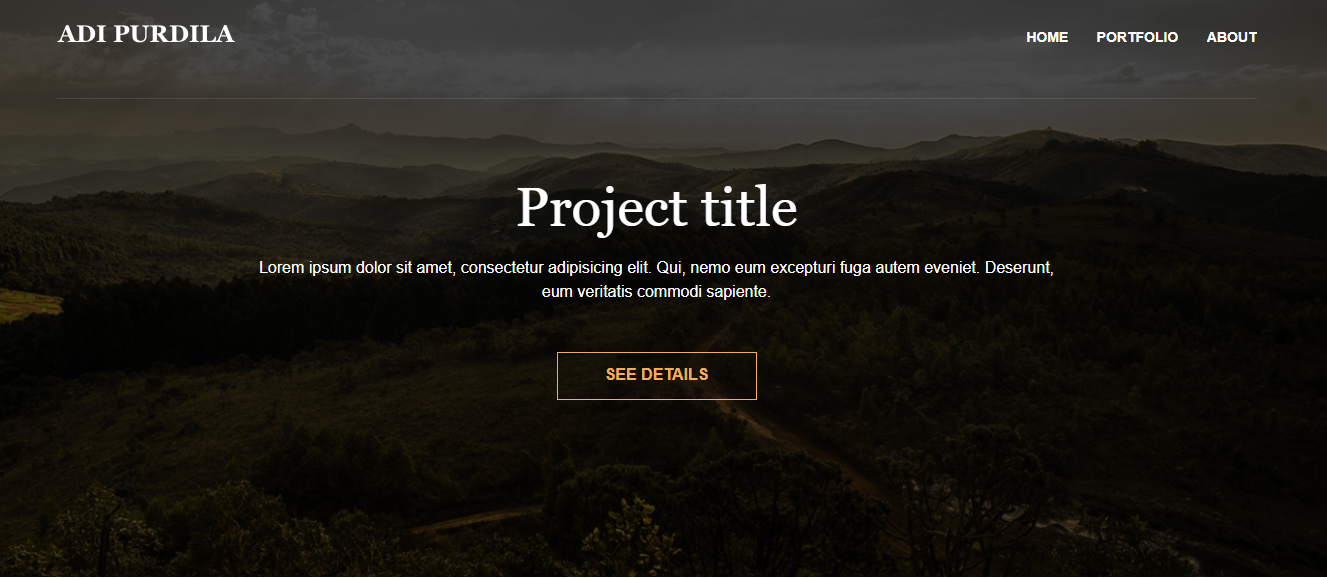 ADI PURDILA
HOME PORTFOLIO ABOUT
Project title
Lorem ipsum dolor sit amet, consectetur adipisicing elit. Qui, nemo eum excepturi fuga autem eveniet. Deserunt,
eum veritatis commodi sapiente.
SEE DETAILS